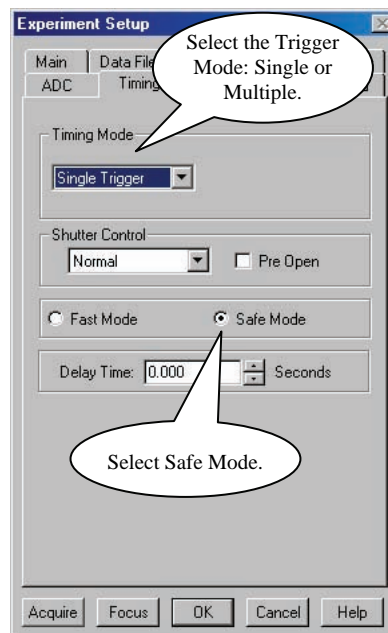 Experiment Setup
Select the Trigger
Mode: Single or
Multiple.
Main
Data File
ADC
Timing
Timing Mode
Single Trigger
Shutter Control
Normal
Pre Open
Fast Mode
Safe Mode
Delay Time: 0.000 Seconds
Select Safe Mode.
Acquire Focus OK Cancel Help